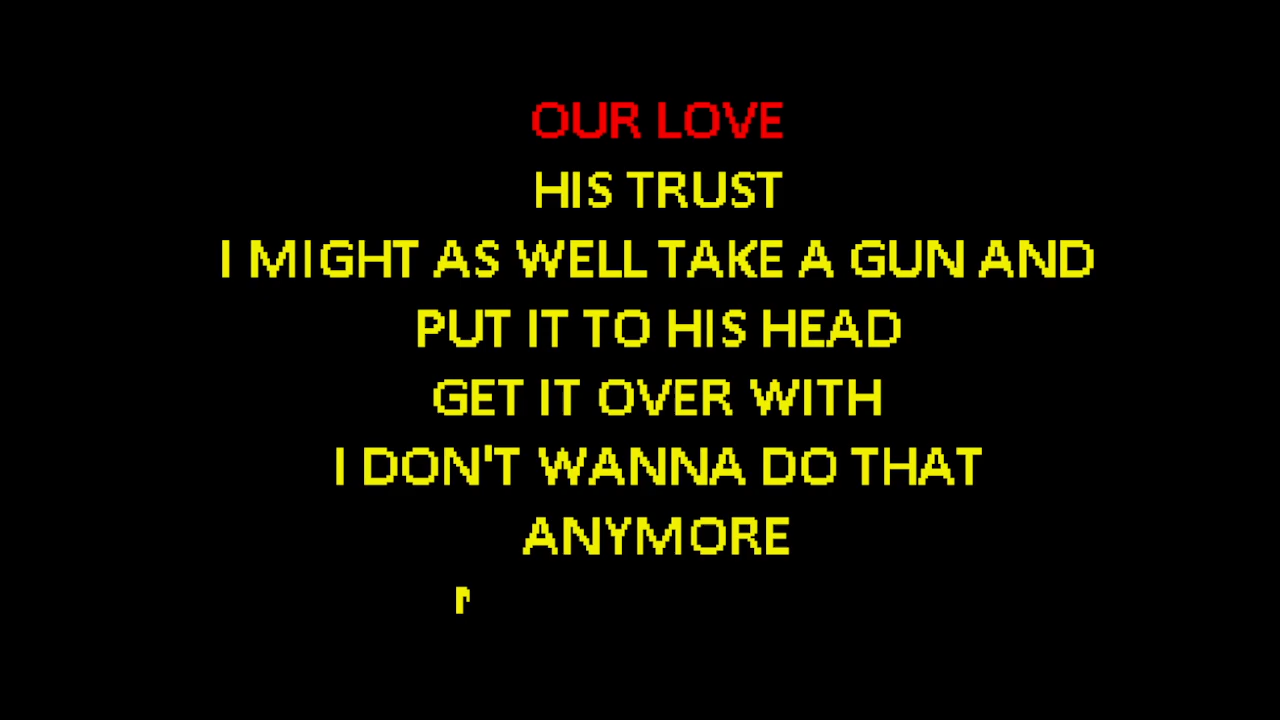 OUR LOVE
HIS TRUST
I MIGHT AS WELL TAKE A GUN AND
PUT IT TO HIS HEAD
GET IT OVER WITH
I DON'T WANNA DO THAT
ANYMORE